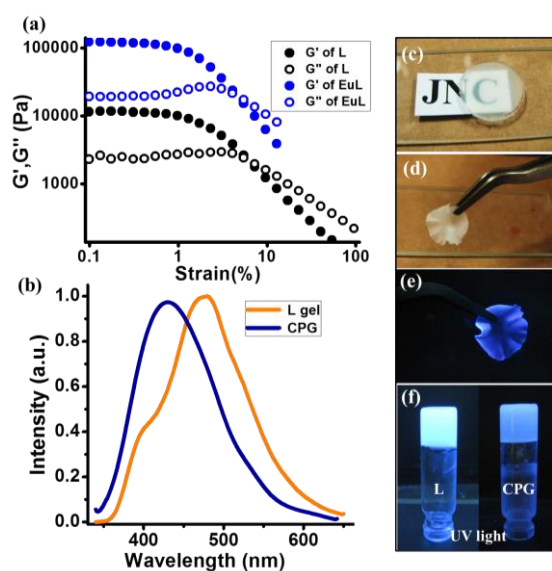 (a)
100000
10000
1000
G',G'' (Pa)
G' of L
G'' of L
G' of EuL
G'' of EuL
0.1
1
10
100
Strain(%)
(b)
1.0
0.8
0.6
0.4
0.2
0.0
Intensity (a.u.)
L gel
CPG
400
500
600
Wavelength (nm)
(c)
JNC
(d)
(e)
(f)
L
CPG
UV light